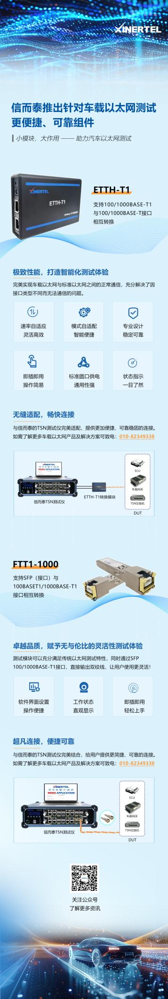 XINERTEL
信而泰推出针对车载以太网测试
更便捷、可靠组件
小模块，大作用 —— 助力汽车以太网测试
XINERTEL
ETTH-T1
ETTH-T1
支持100/1000BASE-T1
与100/1000BASE-T接口
相互转换
极致性能，打造智能化测试体验
完美实现车载以太网与标准以太网之间的正常通信，充分解决了因
接口类型不同而无法通信的问题。
速率自适应
灵活高效
模式自适配
智能便捷
专业设计
稳定可靠
即插即用
操作简易
标准圆口供电
通用性强
状态指示
一目了然
无缝适配，畅快连接
与信而泰的TSN测试仪完美适配，提供更加便捷、可靠稳固的连接。
如需了解更多车载以太网产品及解决方案可致电：010-82349338
XINERTEL
RENIX APPLICATION
信而泰TSN测试仪
ETTH-T1转换模块
ECU
车载网关
TSN交换机
DUT
FTT1-1000
支持SFP（接口）与
100BASET1/1000BASE-T1
接口相互转换
卓越品质，赋予无与伦比的灵活性测试体验
测试模块可以充分满足传统以太网测试特性，同时通过SFP
100/1000BASE-T1接口，直接输出双绞线，让用户使用更灵活！
软件界面设置
操作便捷
工作状态
直观显示
即插即用
轻松上手
超凡连接，便捷可靠
与信而泰的TSN测试仪完美结合，给用户提供更简捷、可靠的连接。
如需了解更多车载以太网产品及解决方案可致电：010-82349338
XINERTEL
RENIX APPLICATION
信而泰TSN测试仪
ECU
车载网关
TSN交换机
DUT
关注公众号
了解更多资讯